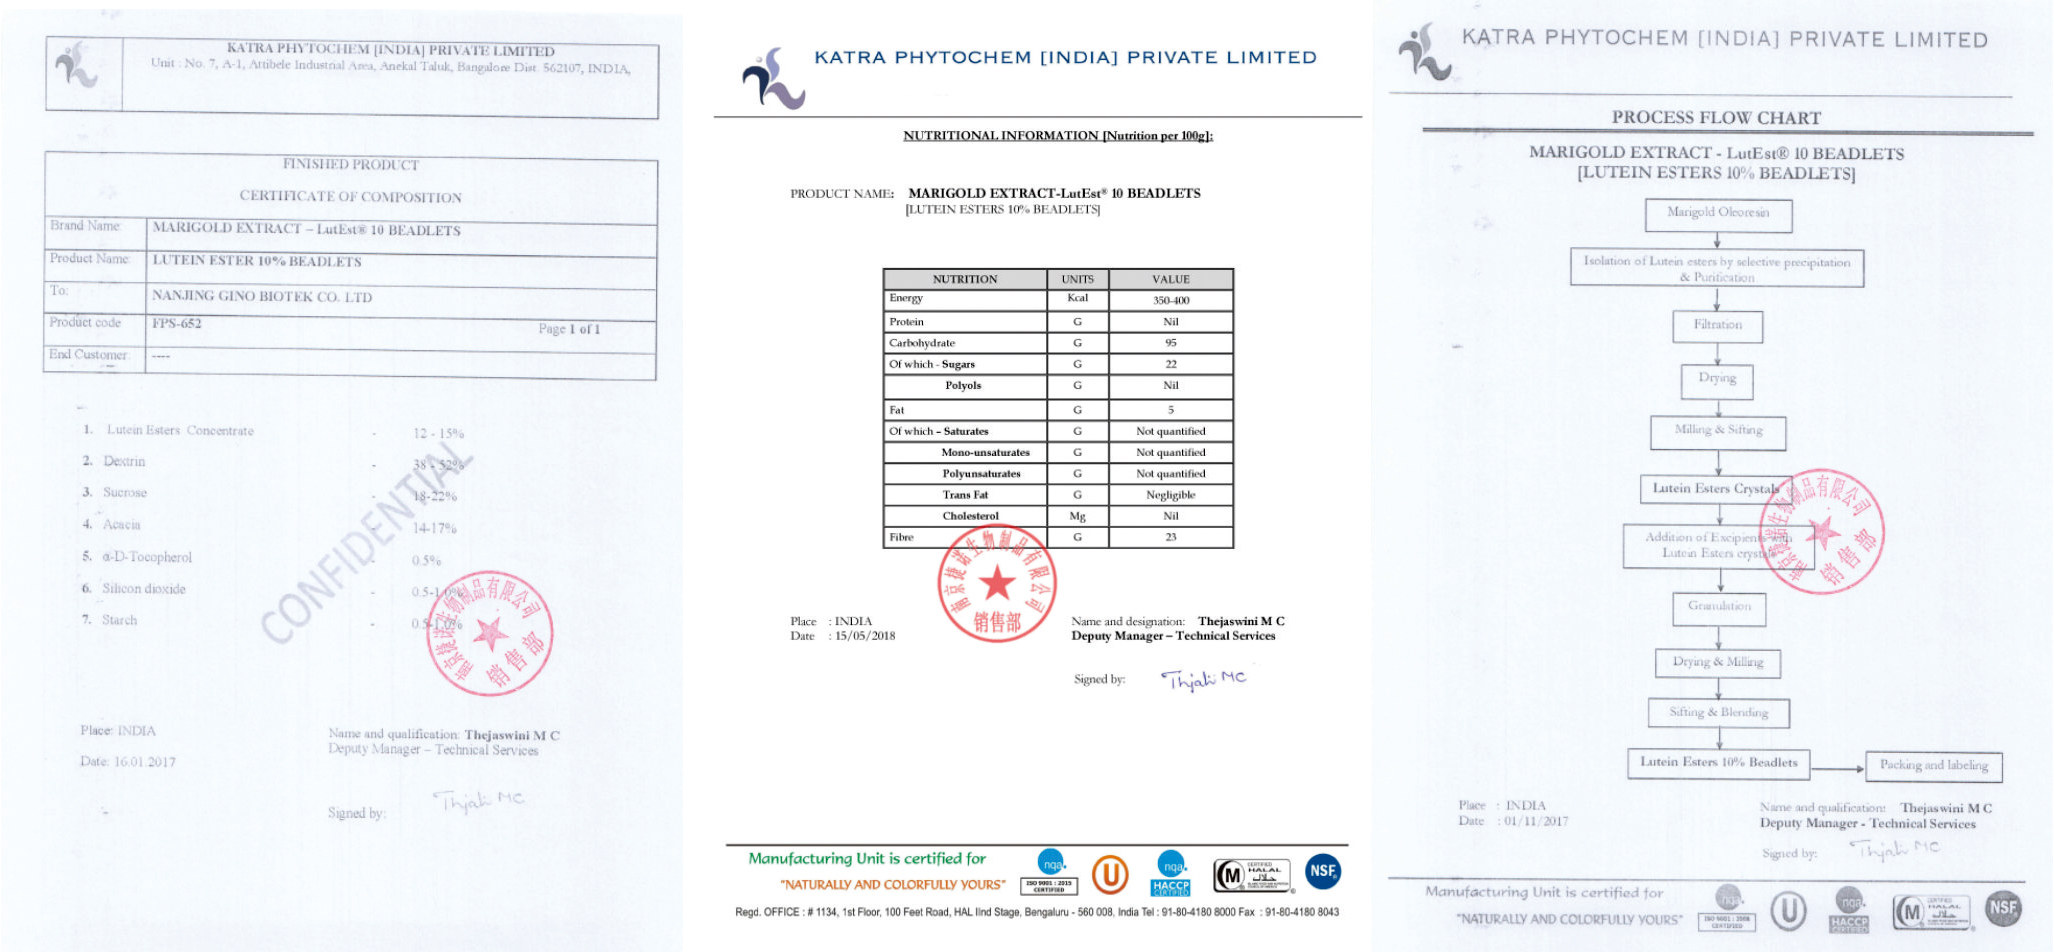 KATRA PHYTOCHEM [INDIA] PRIVATE LIMITED
Unit : No. 7, A-1, Attibele Industrial Area, Anekal Taluk, Bangalore Dist. 562107, INDIA,
FINISHED PRODUCT
CERTIFICATE OF COMPOSITION
Brand Name: MARIGOLD EXTRACT – LutEst® 10 BEADLETS
Product Name: LUTEIN ESTER 10% BEADLETS
To: NANJING GINO BIOTEK CO. LTD
Product code FPS-652 Page 1 of 1
End Customer: ----
1. Lutein Esters Concentrate - 12 - 15%
2. Dextrin - 38 - 52%
3. Sucrose - 18-22%
4. Acacia - 14-17%
5. α-D-Tocopherol - 0.5%
6. Silicon dioxide - 0.5-1.0%
7. Starch - 0.5-1.0%
CONFIDENTIAL
南京捷诺生物制品有限公司
销售部
Place: INDIA
Date: 16.01.2017
Name and qualification: Thejaswini M C
Deputy Manager – Technical Services
Signed by: Thjaki MC
KATRA PHYTOCHEM [INDIA] PRIVATE LIMITED
NUTRITIONAL INFORMATION [Nutrition per 100g]:
PRODUCT NAME: MARIGOLD EXTRACT-LutEst® 10 BEADLETS
[LUTEIN ESTERS 10% BEADLETS]
NUTRITION UNITS VALUE
Energy Kcal 350-400
Protein G Nil
Carbohydrate G 95
Of which - Sugars G 22
Polyols G Nil
Fat G 5
Of which – Saturates G Not quantified
Mono-unsaturates G Not quantified
Polyunsaturates G Not quantified
Trans Fat G Negligible
Cholesterol Mg Nil
Fibre G 23
南京捷诺生物制品有限公司
销售部
Place : INDIA
Date : 15/05/2018
Name and designation: Thejaswini M C
Deputy Manager – Technical Services
Signed by: Thjaki MC
Manufacturing Unit is certified for
"NATURALLY AND COLORFULLY YOURS"
nqa.
ISO 9001 : 2015
CERTIFIED
U
nqa.
HACCP
CERTIFIED
M
CERTIFIED
HALAL
حلال
NSF
Regd. OFFICE : # 1134, 1st Floor, 100 Feet Road, HAL IInd Stage, Bengaluru - 560 008, India Tel : 91-80-4180 8000 Fax : 91-80-4180 8043
KATRA PHYTOCHEM [INDIA] PRIVATE LIMITED
PROCESS FLOW CHART
MARIGOLD EXTRACT - LutEst® 10 BEADLETS
[LUTEIN ESTERS 10% BEADLETS]
Marigold Oleoresin
Isolation of Lutein esters by selective precipitation
& Purification
Filtration
Drying
Milling & Sifting
Lutein Esters Crystals
Addition of Excipients with
Lutein Esters crystals
Granulation
Drying & Milling
Sifting & Blending
Lutein Esters 10% Beadlets
Packing and labeling
南京捷诺生物制品有限公司
销售部
Place : INDIA
Date : 01/11/2017
Name and qualification: Thejaswini M C
Deputy Manager - Technical Services
Signed by: Thjaki MC
Manufacturing Unit is certified for
"NATURALLY AND COLORFULLY YOURS"
nqa.
ISO 9001 : 2008
CERTIFIED
U
nqa.
HACCP
CERTIFIED
M
CERTIFIED
HALAL
حلال
NSF